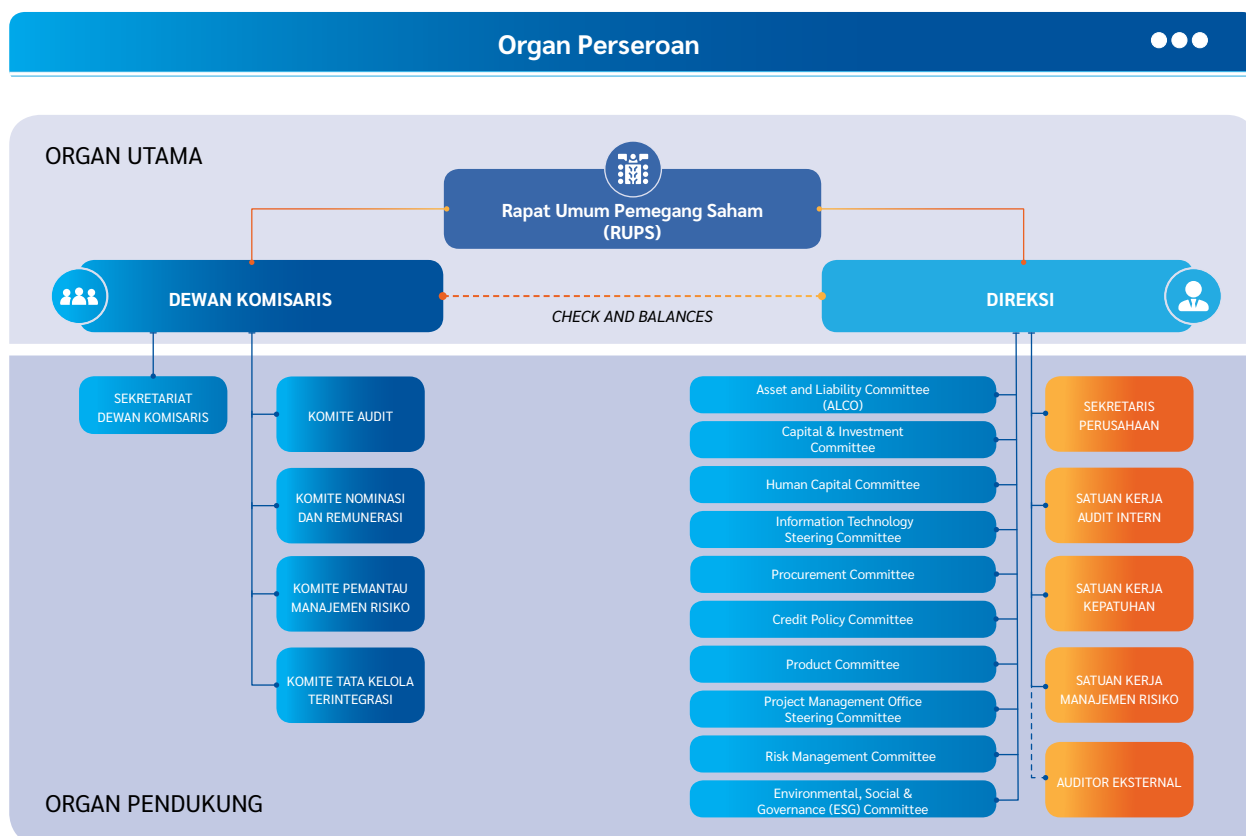 Organ Perseroan
ORGAN UTAMA
Rapat Umum Pemegang Saham
(RUPS)
DEWAN KOMISARIS
CHECK AND BALANCES
DIREKSI
SEKRETARIAT
DEWAN KOMISARIS
KOMITE AUDIT
KOMITE NOMINASI
DAN REMUNERASI
KOMITE PEMANTAU
MANAJEMEN RISIKO
KOMITE TATA KELOLA
TERINTEGRASI
Asset and Liability Committee
(ALCO)
Capital & Investment
Committee
Human Capital Committee
Information Technology
Steering Committee
Procurement Committee
Credit Policy Committee
Product Committee
Project Management Office
Steering Committee
Risk Management Committee
Environmental, Social &
Governance (ESG) Committee
SEKRETARIS
PERUSAHAAN
SATUAN KERJA
AUDIT INTERN
SATUAN KERJA
KEPATUHAN
SATUAN KERJA
MANAJEMEN RISIKO
AUDITOR EKSTERNAL
ORGAN PENDUKUNG